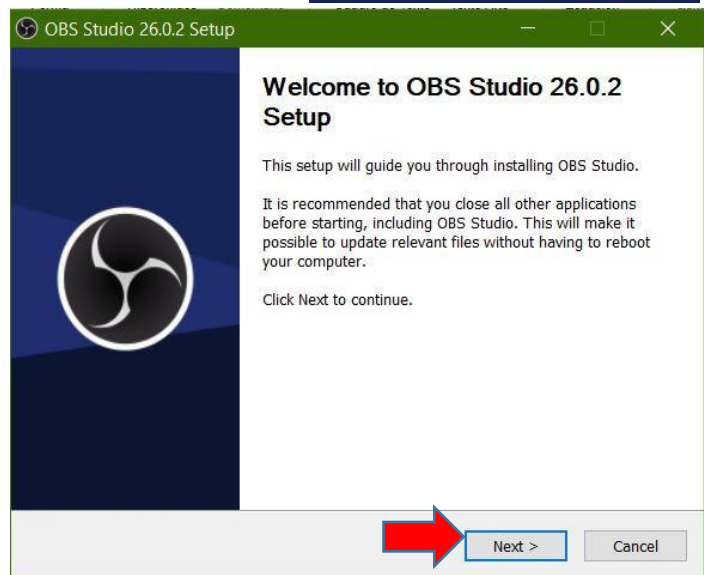 OBS Studio 26.0.2 Setup
Welcome to OBS Studio 26.0.2
Setup
This setup will guide you through installing OBS Studio.
It is recommended that you close all other applications
before starting, including OBS Studio. This will make it
possible to update relevant files without having to reboot
your computer.
Click Next to continue.
Next >
Cancel